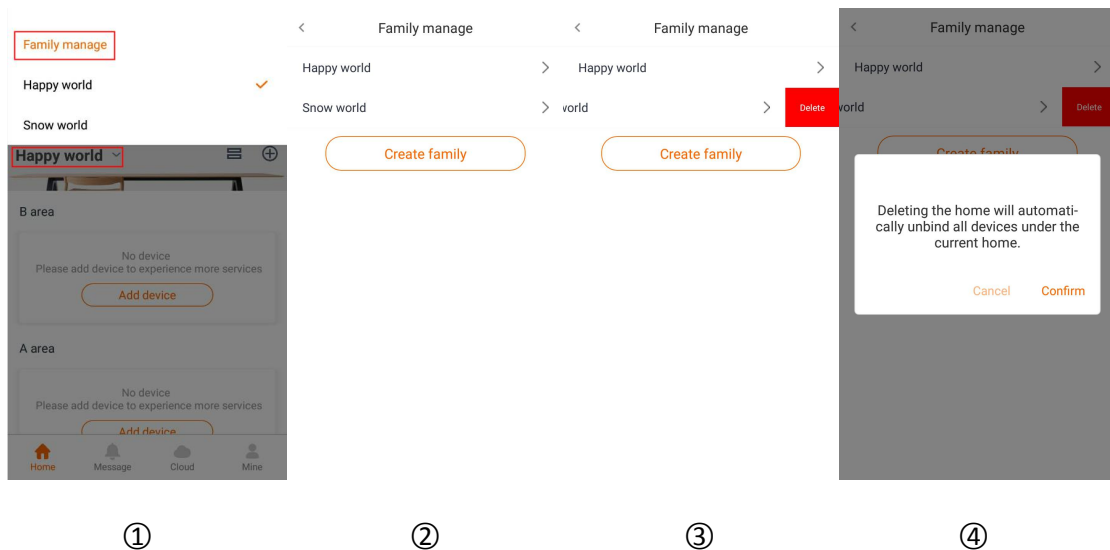 Family manage
Happy world
Snow world
Happy world
B area
No device
Please add device to experience more services
Add device
A area
No device
Please add device to experience more services
Add device
Home Message Cloud Mine
①
Family manage
Happy world
Snow world
Create family
②
Family manage
Happy world
world Delete
Create family
③
Family manage
Happy world
world Delete
Create family
Deleting the home will automati-
cally unbind all devices under the
current home.
Cancel Confirm
④